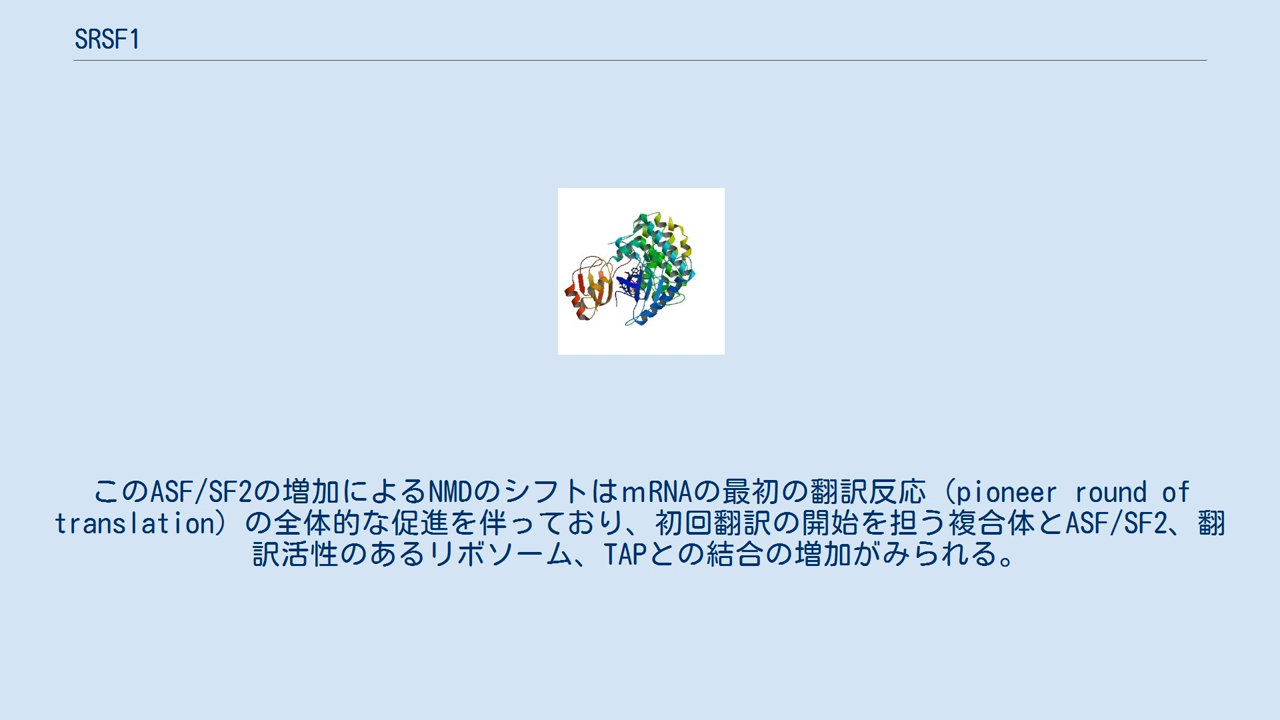 SRSF1
このASF/SF2の増加によるNMDのシフトはmRNAの最初の翻訳反応（pioneer round of
translation）の全体的な促進を伴っており、初回翻訳の開始を担う複合体とASF/SF2、翻
訳活性のあるリボソーム、TAPとの結合の増加がみられる。